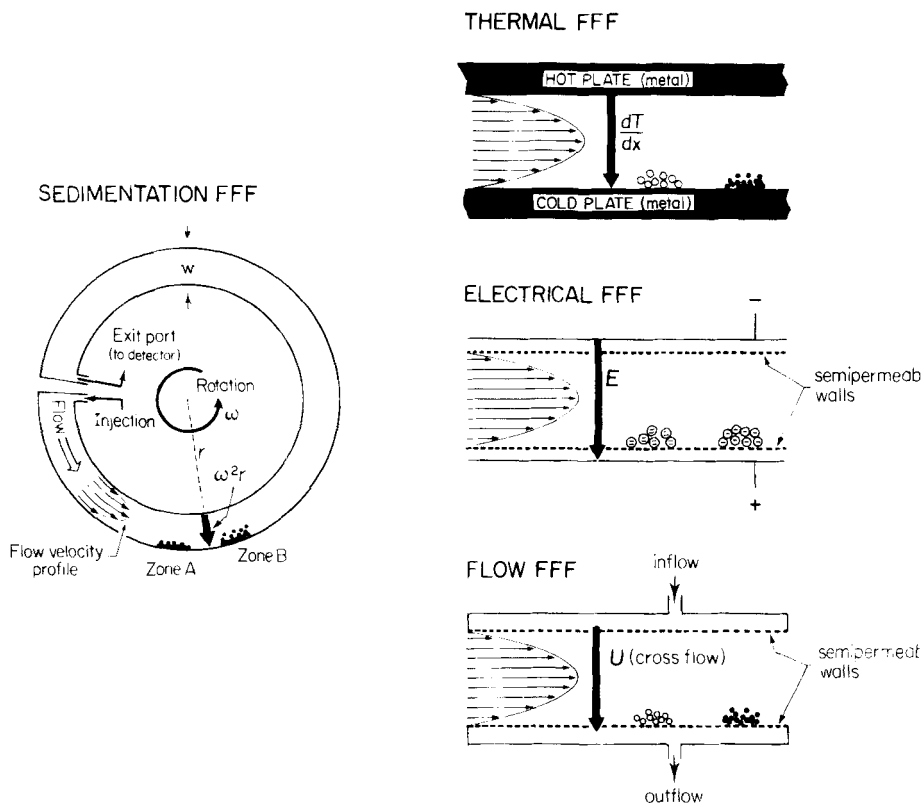 SEDIMENTATION FFF
w
Exit port
(to detector)
Rotation
ω
Injection
Flow
r
ω²r
Flow velocity
profile
Zone A
Zone B
THERMAL FFF
HOT PLATE (metal)
dT
dx
COLD PLATE (metal)
ELECTRICAL FFF
−
E
semipermeab
walls
+
FLOW FFF
inflow
U (cross flow)
semipermeat
walls
outflow